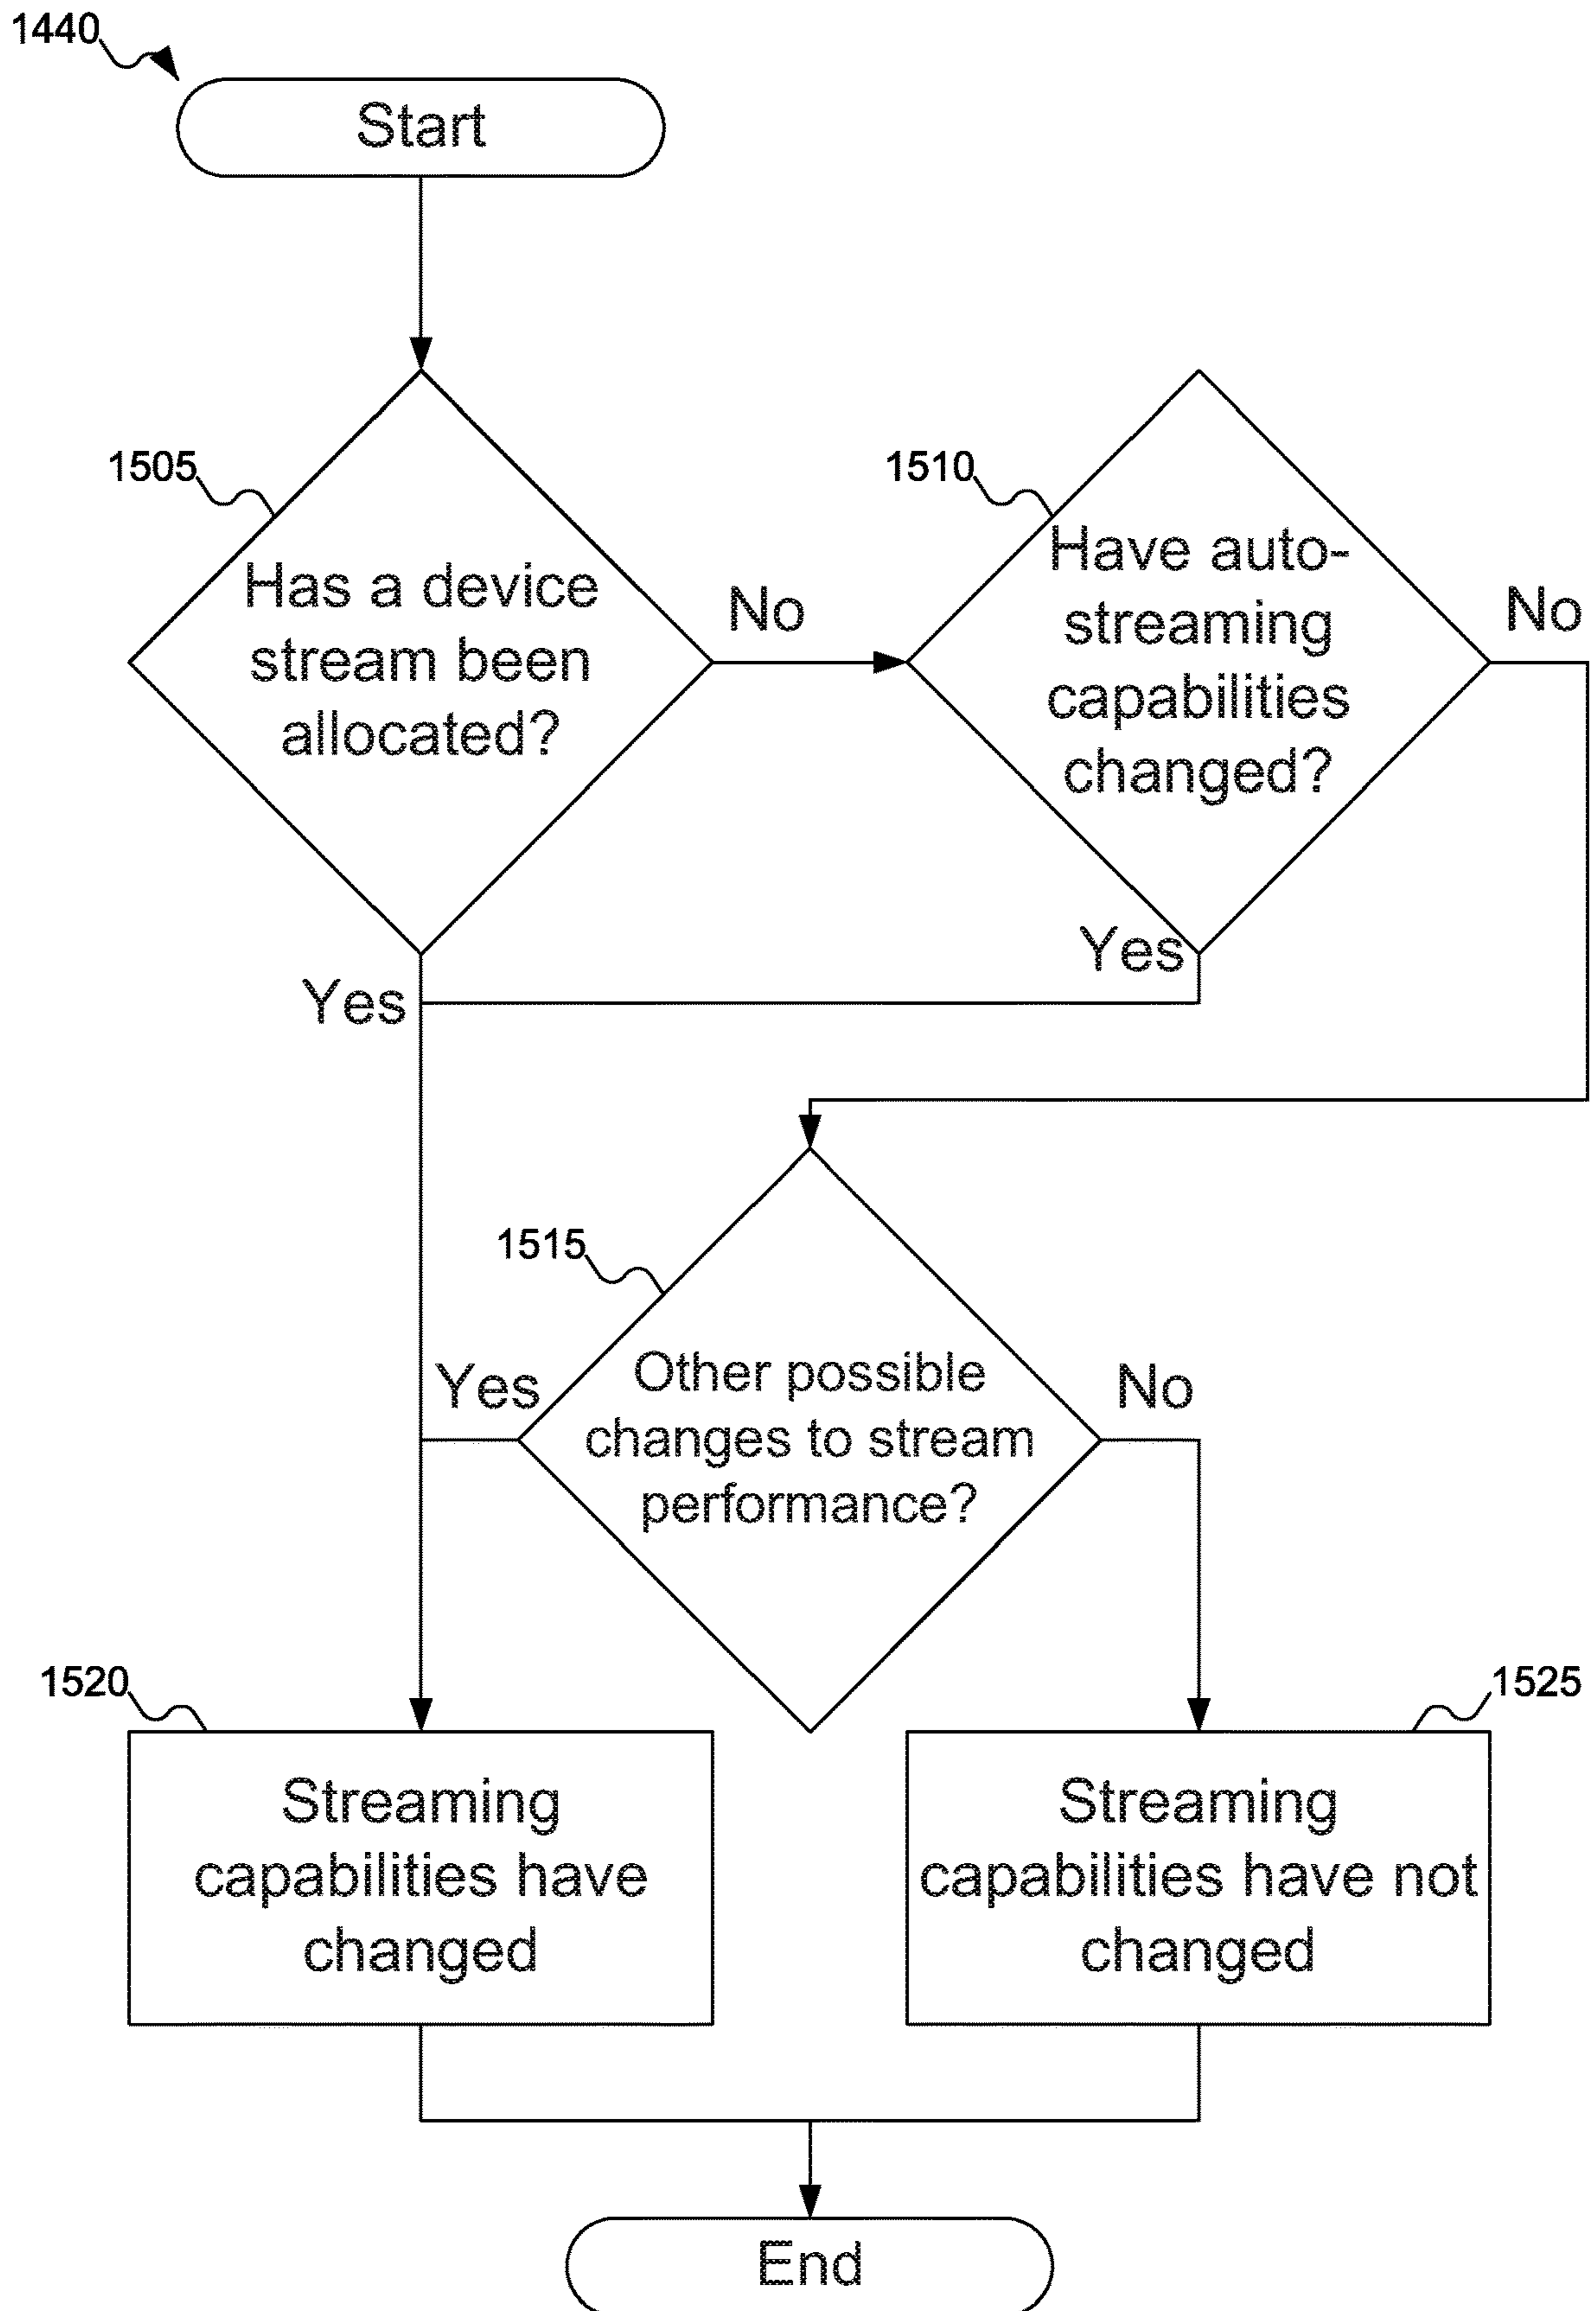 1440
Start
1505
Has a device
stream been
allocated?
No
1510
Have auto-
streaming
capabilities
changed?
No
Yes
Yes
1515
Other possible
changes to stream
performance?
Yes
No
1520
Streaming
capabilities have
changed
1525
Streaming
capabilities have not
changed
End